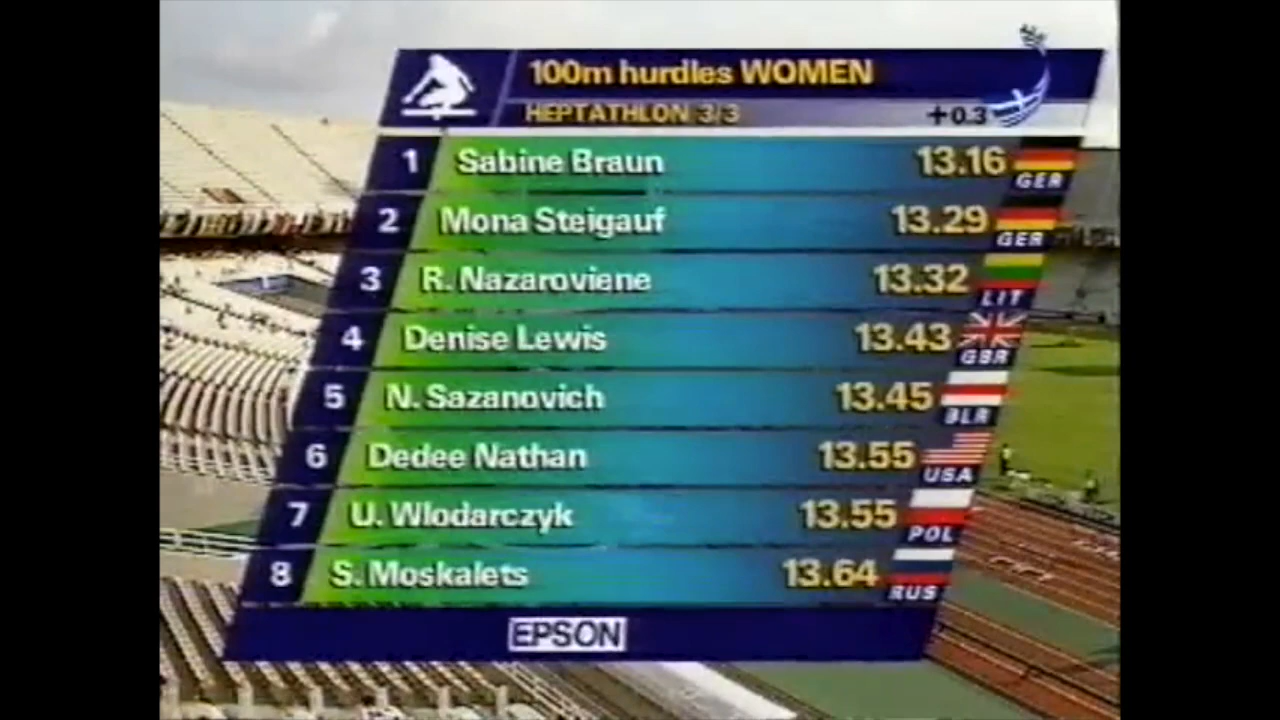 100m hurdles WOMEN
HEPTATHLON 3/3 +0.3
1 Sabine Braun 13.16 GER
2 Mona Steigauf 13.29 GER
3 R. Nazaroviene 13.32 LIT
4 Denise Lewis 13.43 GBR
5 N. Sazanovich 13.45 BLR
6 Dedee Nathan 13.55 USA
7 U. Wlodarczyk 13.55 POL
8 S. Moskalets 13.64 RUS
EPSON